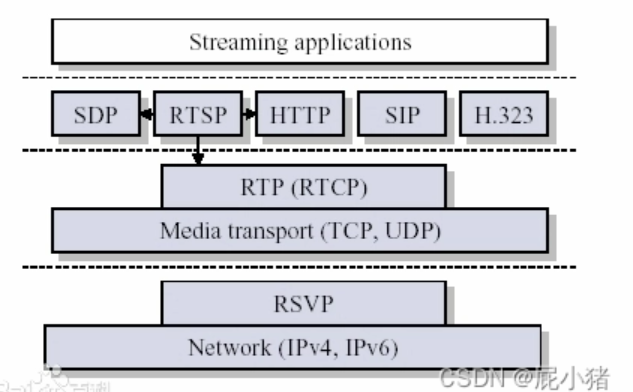 Streaming applications
SDP RTSP HTTP SIP H.323
RTP (RTCP)
Media transport (TCP, UDP)
RSVP
Network (IPv4, IPv6)
CSDN @屁小猪